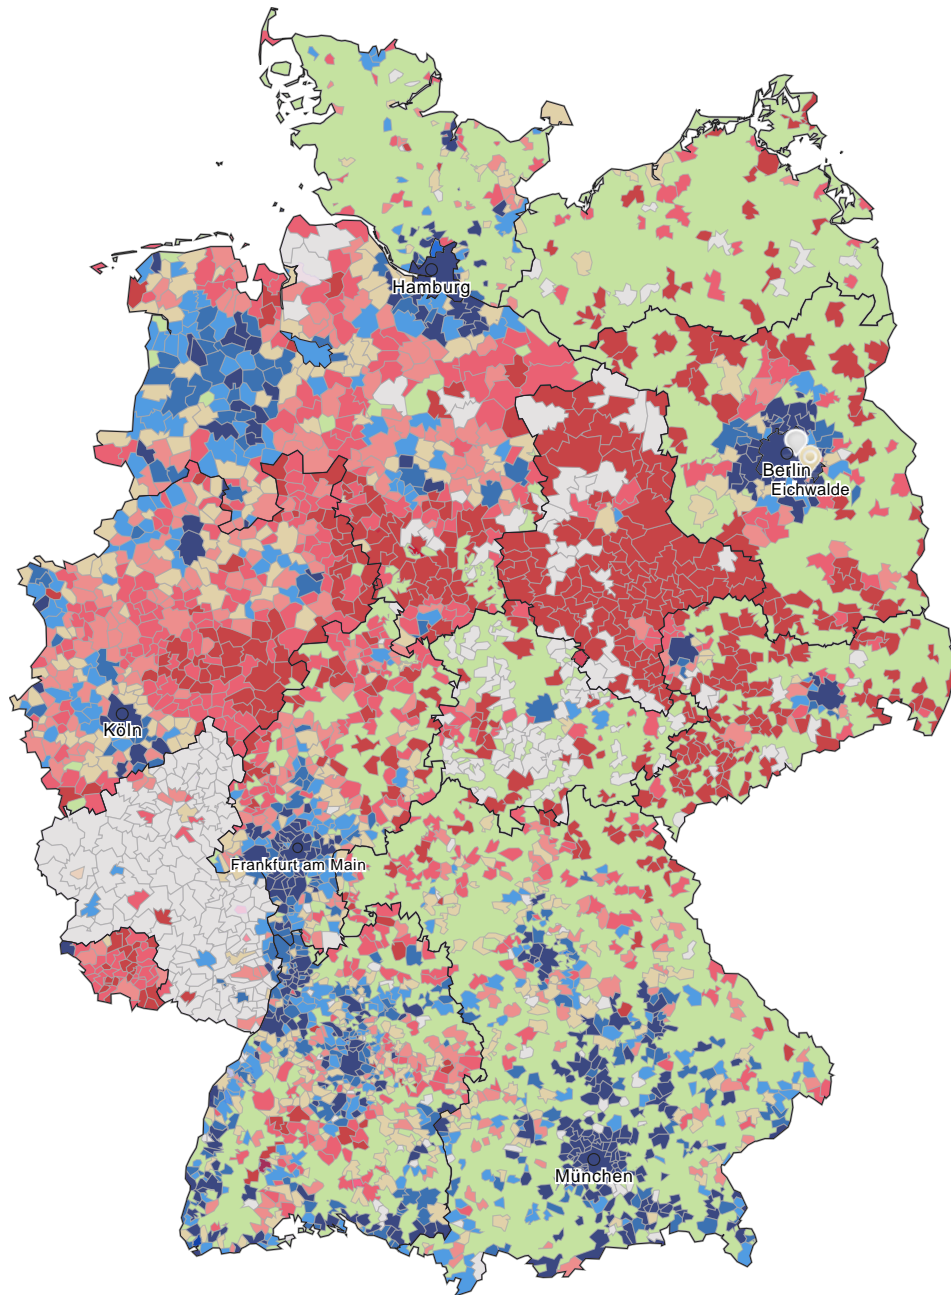 Hamburg
Berlin
Eichwalde
Köln
Frankfurt am Main
München